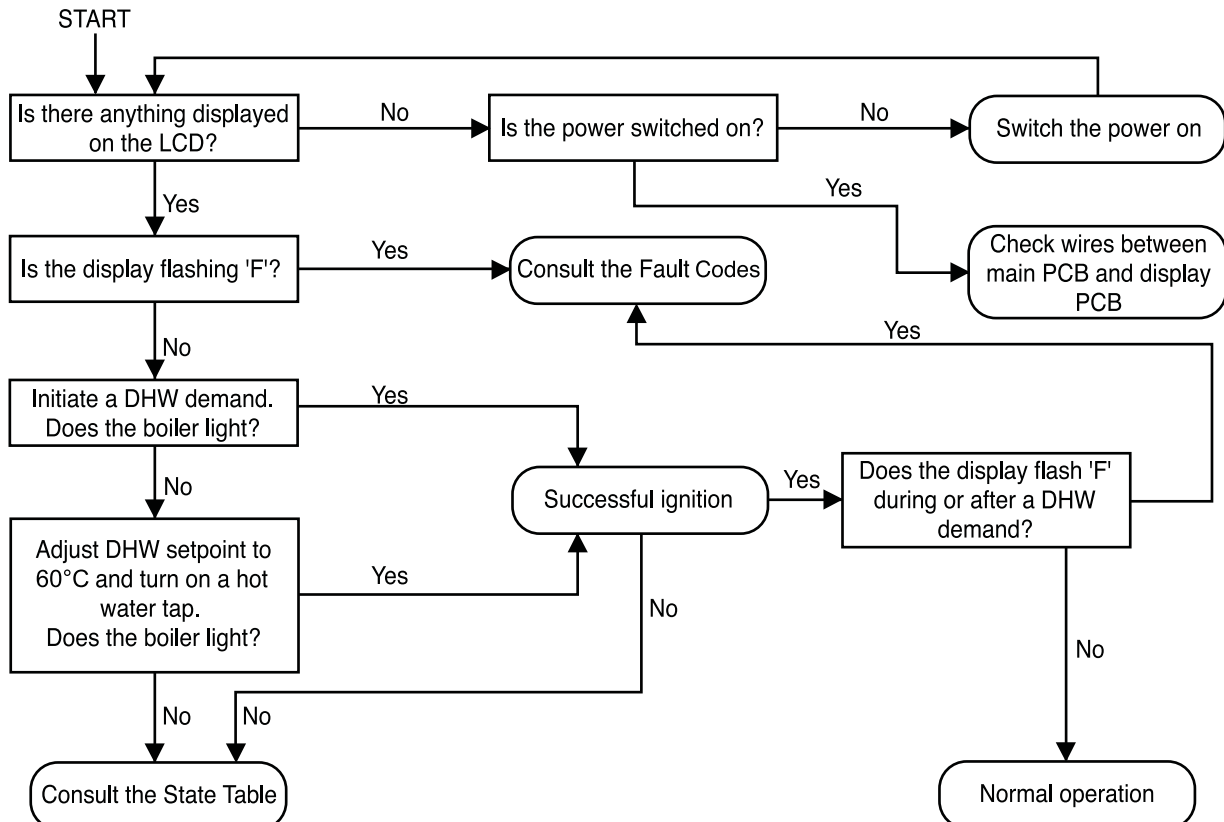 START
Is there anything displayed
on the LCD?
No
Is the power switched on?
No
Switch the power on
Yes
Yes
Check wires between
main PCB and display
PCB
Is the display flashing 'F'?
Yes
Consult the Fault Codes
Yes
No
Initiate a DHW demand.
Does the boiler light?
Yes
No
Successful ignition
Yes
Does the display flash 'F'
during or after a DHW
demand?
Adjust DHW setpoint to
60°C and turn on a hot
water tap.
Does the boiler light?
Yes
No
No
No
No
Consult the State Table
Normal operation